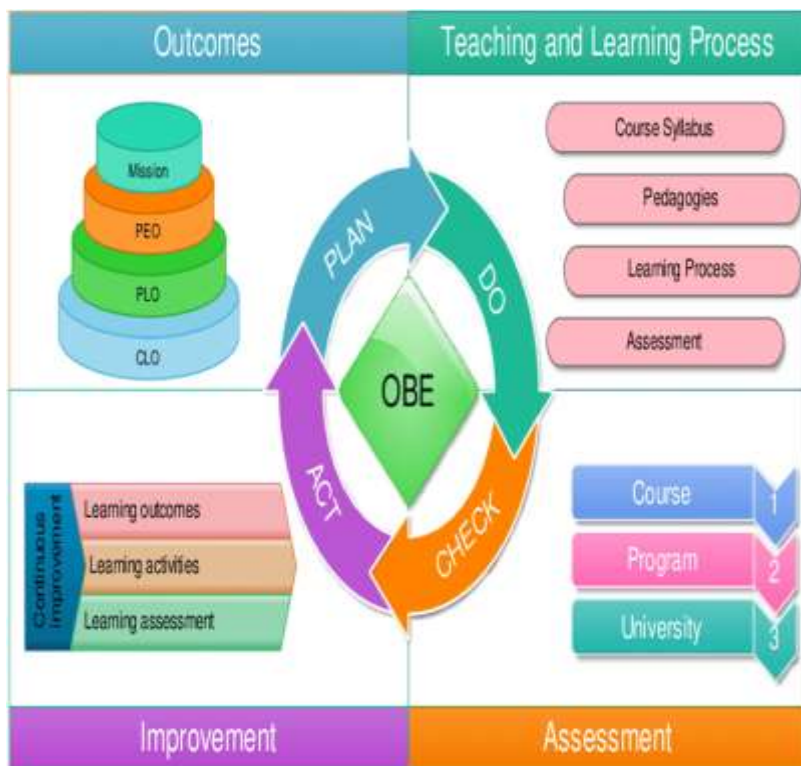 Outcomes
Teaching and Learning Process
Mission
PEO
PLO
CLO
Course Syllabus
Pedagogies
Learning Process
Assessment
PLAN
DO
CHECK
ACT
OBE
Continuous
improvement
Learning outcomes
Learning activities
Learning assessment
Course 1
Program 2
University 3
Improvement
Assessment